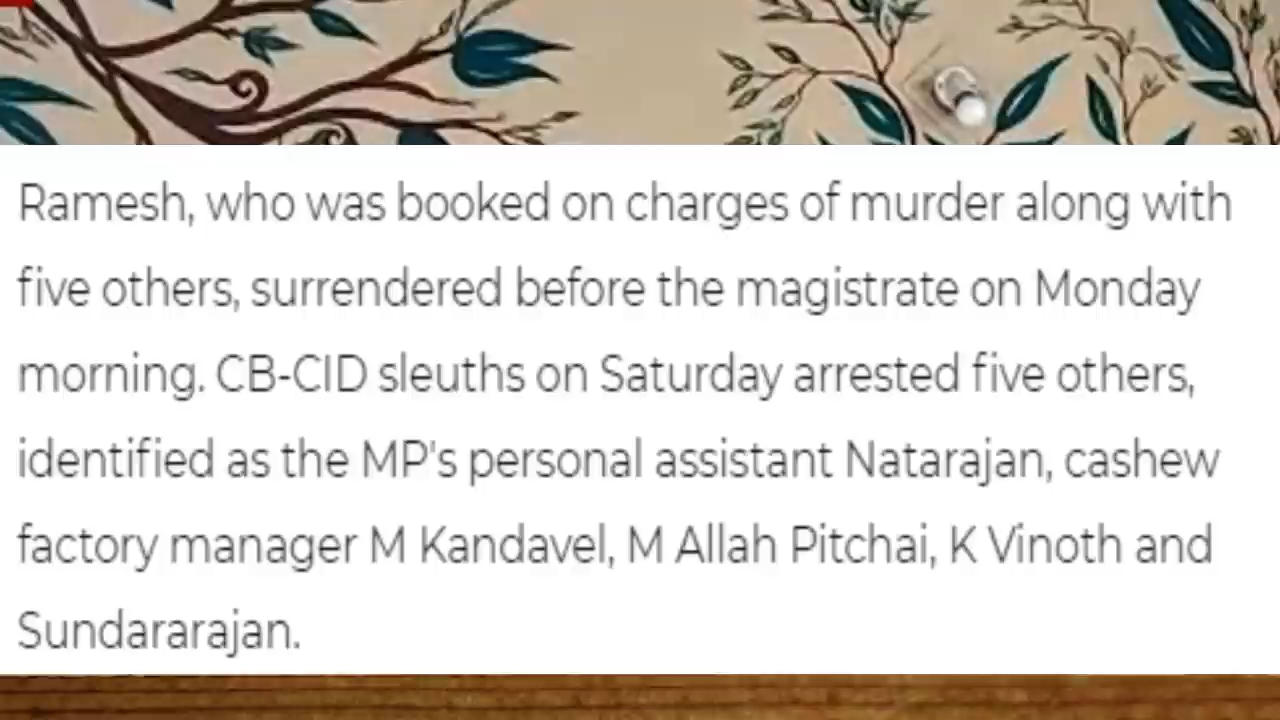 Ramesh, who was booked on charges of murder along with
five others, surrendered before the magistrate on Monday
morning. CB-CID sleuths on Saturday arrested five others,
identified as the MP's personal assistant Natarajan, cashew
factory manager M Kandavel, M Allah Pitchai, K Vinoth and
Sundararajan.